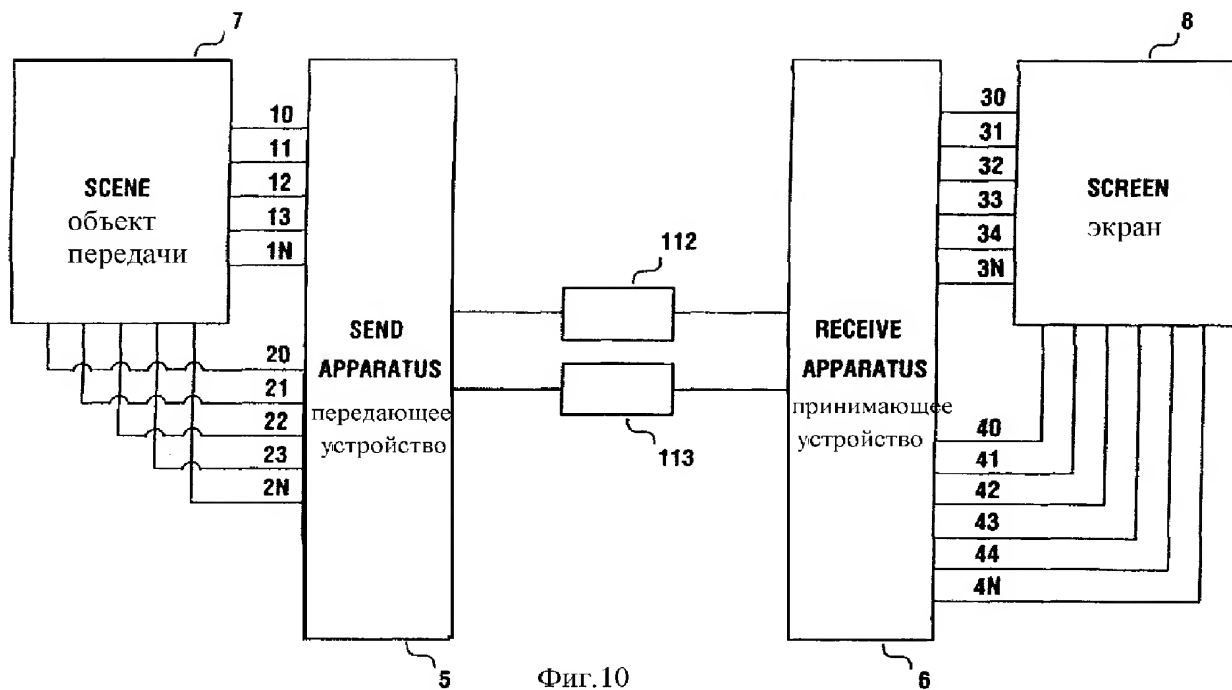 7
SCENE
объект
передачи
10
11
12
13
1N
20
21
22
23
2N
SEND
APPARATUS
передающее
устройство
5
112
113
RECEIVE
APPARATUS
принимающее
устройство
6
30
31
32
33
34
3N
40
41
42
43
44
4N
8
SCREEN
экран
Фиг.10